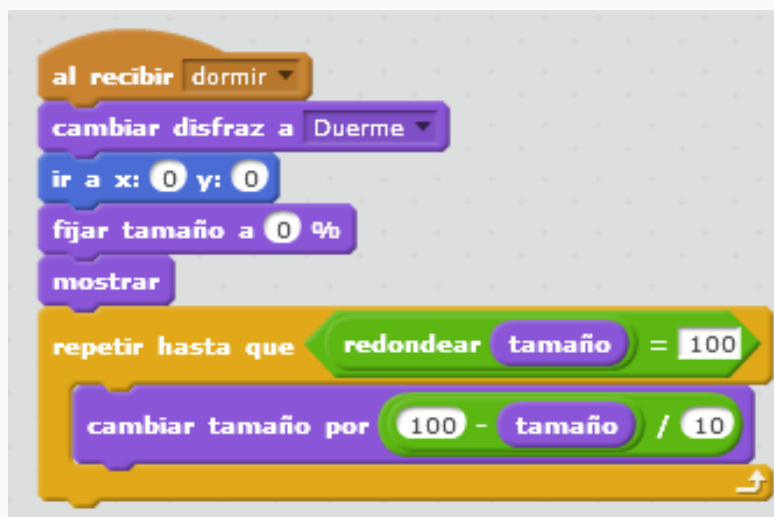 al recibir dormir
cambiar disfraz a Duerme
ir a x: 0 y: 0
fijar tamaño a 0 %
mostrar
repetir hasta que redondear tamaño = 100
cambiar tamaño por 100 - tamaño / 10